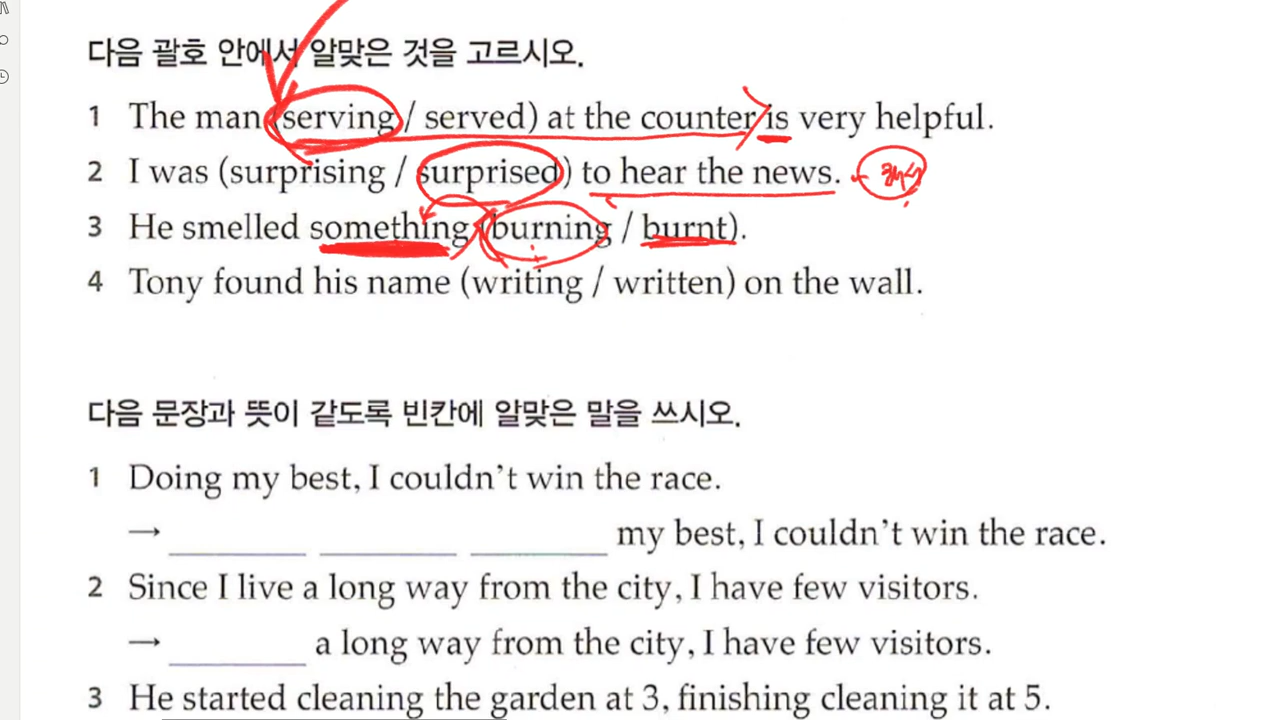 다음 괄호 안에서 알맞은 것을 고르시오.
1 The man (serving / served) at the counter is very helpful.
2 I was (surprising / surprised) to hear the news.
3 He smelled something (burning / burnt).
4 Tony found his name (writing / written) on the wall.
다음 문장과 뜻이 같도록 빈칸에 알맞은 말을 쓰시오.
1 Doing my best, I couldn't win the race.
→ my best, I couldn't win the race.
2 Since I live a long way from the city, I have few visitors.
→ a long way from the city, I have few visitors.
3 He started cleaning the garden at 3, finishing cleaning it at 5.